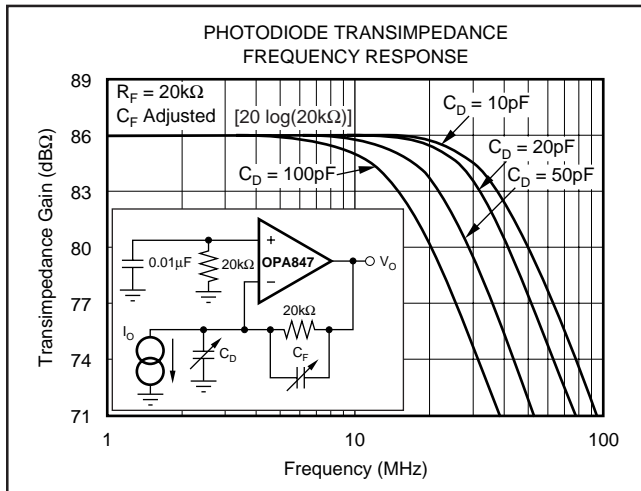 PHOTODIODE TRANSIMPEDANCE
FREQUENCY RESPONSE
Transimpedance Gain (dBΩ)
89
86
83
80
77
74
71
R_F = 20kΩ
C_F Adjusted
[20 log(20kΩ)]
C_D = 10pF
C_D = 20pF
C_D = 50pF
C_D = 100pF
0.01μF
20kΩ
+
OPA847
−
V_O
20kΩ
I_O
C_D
C_F
1
10
100
Frequency (MHz)